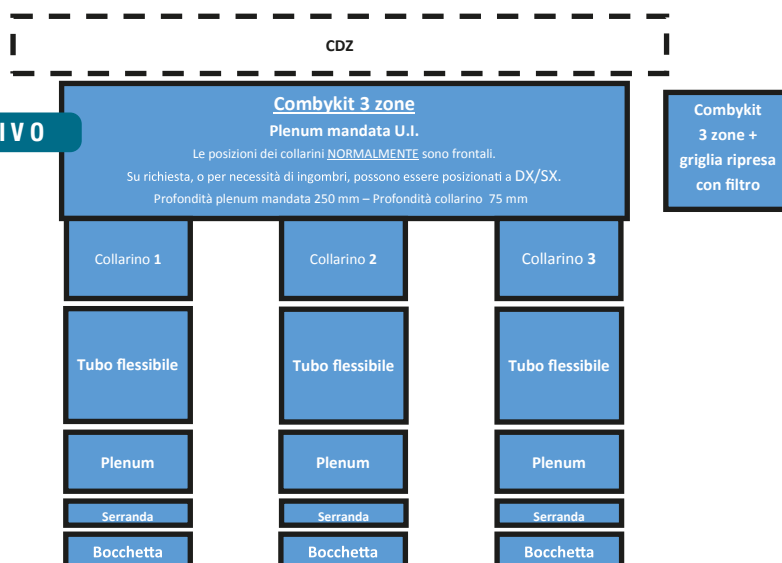 CDZ
IVO
Combykit 3 zone
Plenum mandata U.I.
Le posizioni dei collarini NORMALMENTE sono frontali.
Su richiesta, o per necessità di ingombri, possono essere posizionati a DX/SX.
Profondità plenum mandata 250 mm – Profondità collarino 75 mm
Combykit
3 zone +
griglia ripresa
con filtro
Collarino 1
Collarino 2
Collarino 3
Tubo flessibile
Tubo flessibile
Tubo flessibile
Plenum
Plenum
Plenum
Serranda
Serranda
Serranda
Bocchetta
Bocchetta
Bocchetta